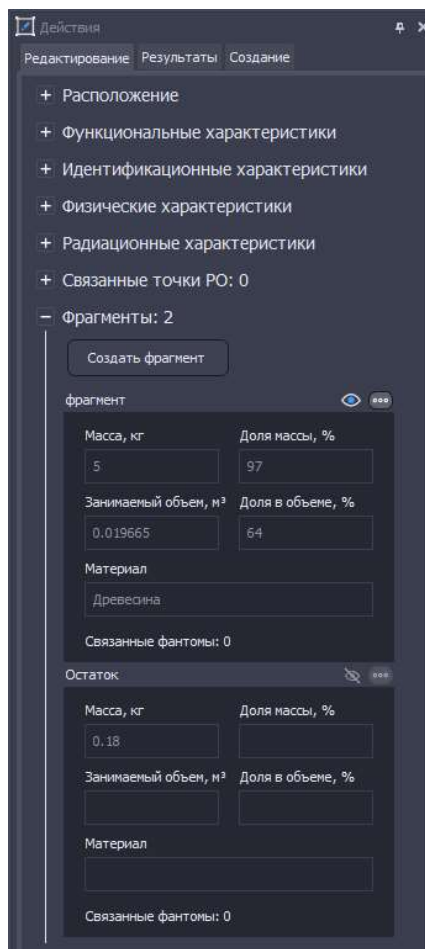 Действия
Редактирование Результаты Создание
+ Расположение
+ Функциональные характеристики
+ Идентификационные характеристики
+ Физические характеристики
+ Радиационные характеристики
+ Связанные точки РО: 0
− Фрагменты: 2
Создать фрагмент
фрагмент
Масса, кг Доля массы, %
5 97
Занимаемый объем, м³ Доля в объеме, %
0.019665 64
Материал
Древесина
Связанные фантомы: 0
Остаток
Масса, кг Доля массы, %
0.18
Занимаемый объем, м³ Доля в объеме, %
Материал
Связанные фантомы: 0